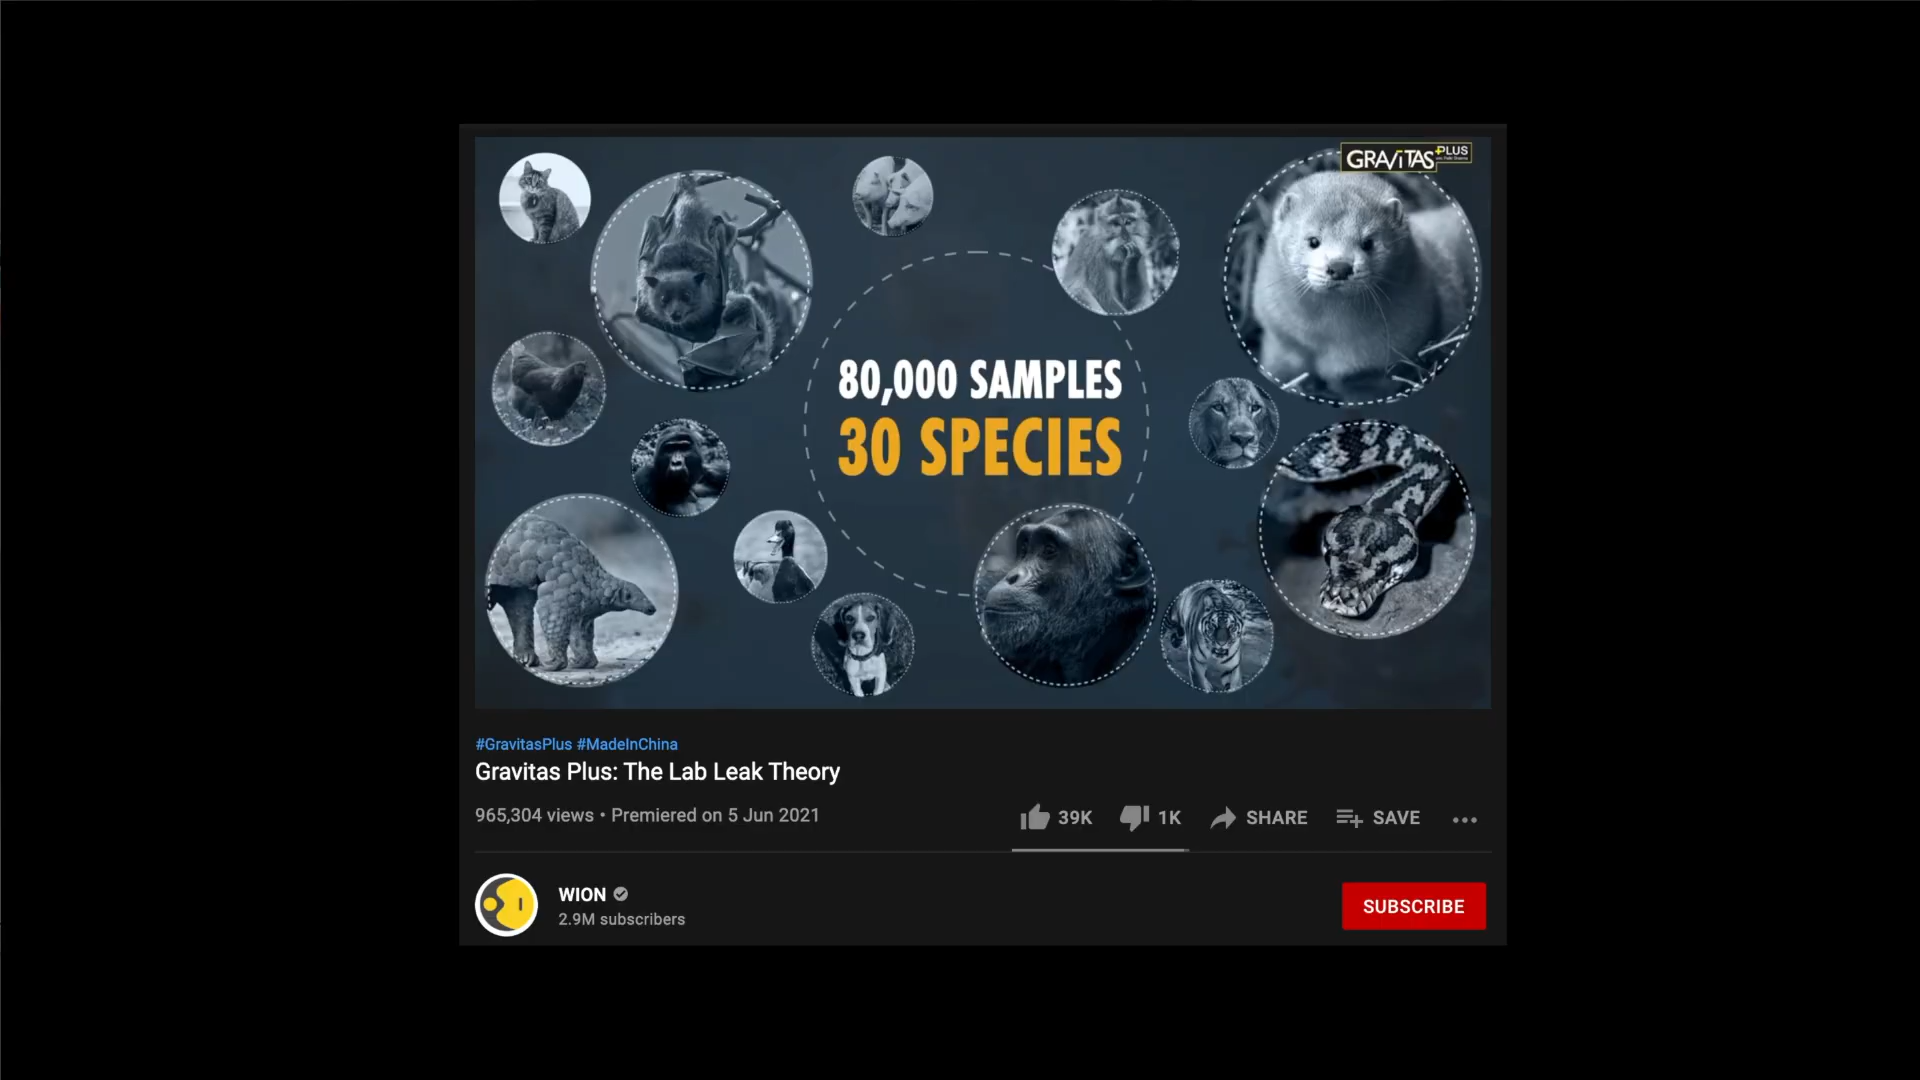 GRAVITAS PLUS
80,000 SAMPLES
30 SPECIES
#GravitasPlus #MadeInChina
Gravitas Plus: The Lab Leak Theory
965,304 views • Premiered on 5 Jun 2021
39K 1K SHARE SAVE
WION
2.9M subscribers
SUBSCRIBE